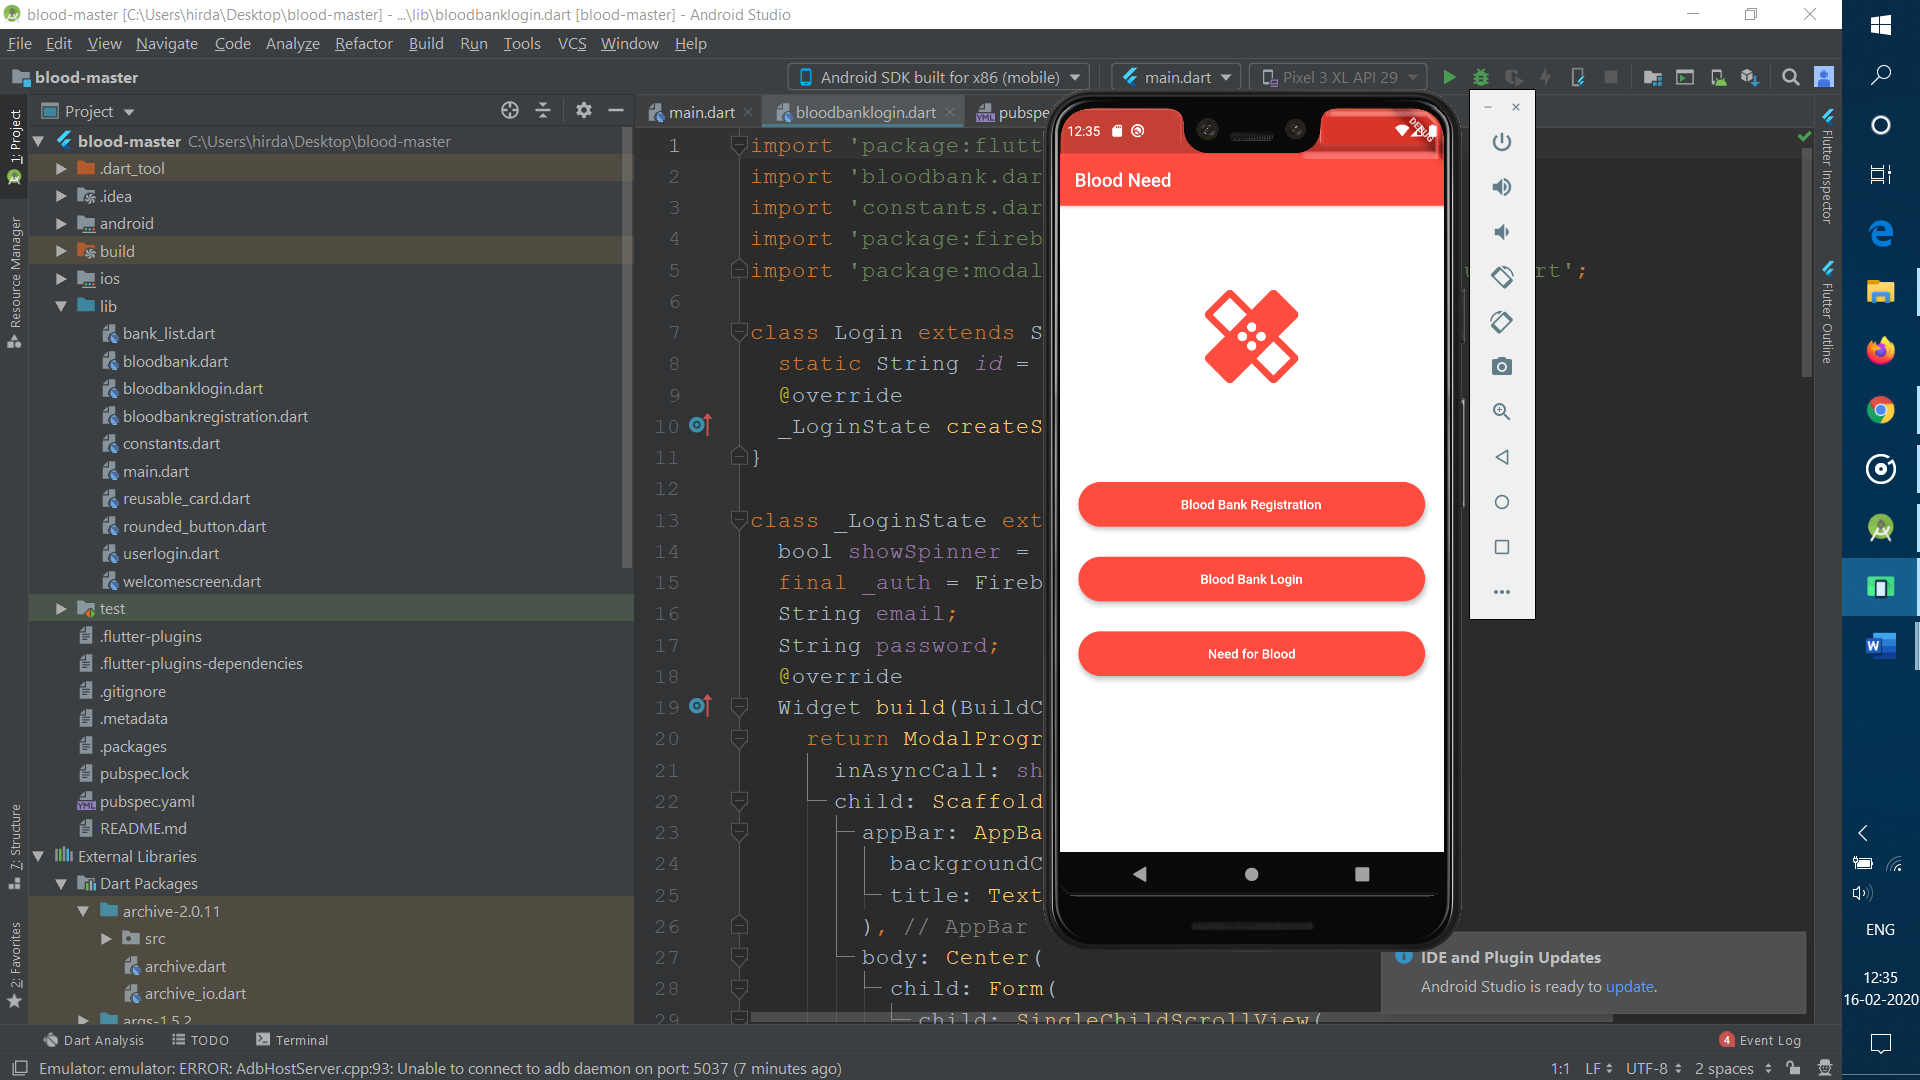 blood-master [C:\Users\hirda\Desktop\blood-master] - ...\lib\bloodbanklogin.dart [blood-master] - Android Studio
File Edit View Navigate Code Analyze Refactor Build Run Tools VCS Window Help
blood-master
Android SDK built for x86 (mobile)
main.dart
Pixel 3 XL API 29
1: Project
Resource Manager
7: Structure
2: Favorites
Project
blood-master C:\Users\hirda\Desktop\blood-master
.dart_tool
.idea
android
build
ios
lib
bank_list.dart
bloodbank.dart
bloodbanklogin.dart
bloodbankregistration.dart
constants.dart
main.dart
reusable_card.dart
rounded_button.dart
userlogin.dart
welcomescreen.dart
test
.flutter-plugins
.flutter-plugins-dependencies
.gitignore
.metadata
.packages
pubspec.lock
YML pubspec.yaml
README.md
External Libraries
Dart Packages
archive-2.0.11
src
archive.dart
archive_io.dart
args-1.5.2
main.dart
bloodbanklogin.dart
YML pubspe
1 import 'package:flutt
2 import 'bloodbank.dar
3 import 'constants.dar
4 import 'package:fireb
5 import 'package:modal rt';
6
7 class Login extends S
8 static String id =
9 @override
10 _LoginState createS
11 }
12
13 class _LoginState ext
14 bool showSpinner =
15 final _auth = Fireb
16 String email;
17 String password;
18 @override
19 Widget build(BuildC
20 return ModalProgr
21 inAsyncCall: sh
22 child: Scaffold
23 appBar: AppBa
24 backgroundC
25 title: Text
26 ), // AppBar
27 body: Center(
28 child: Form(
29 child: SingleChildScrollView(
12:35
DEBUG
Blood Need
Blood Bank Registration
Blood Bank Login
Need for Blood
Flutter Inspector
Flutter Outline
IDE and Plugin Updates
Android Studio is ready to update.
Dart Analysis
TODO
Terminal
4 Event Log
Emulator: emulator: ERROR: AdbHostServer.cpp:93: Unable to connect to adb daemon on port: 5037 (7 minutes ago)
1:1 LF UTF-8 2 spaces
W
ENG
12:35
16-02-2020